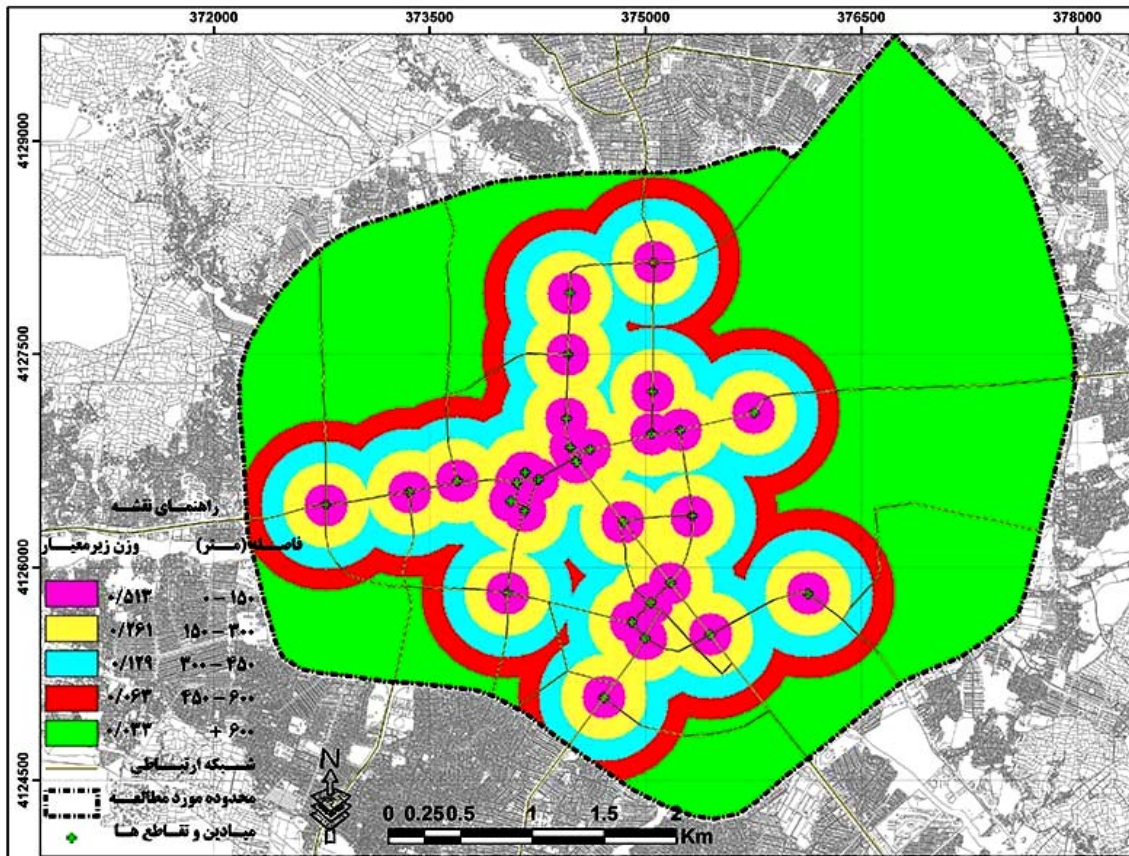 372000 373500 375000 376500 378000
4129000
4127500
4126000
4124500
راهنمای نقشه
فاصله (متر) وزن زیرمعیار
۰ – ۱۵۰ ۰/۵۱۳
۱۵۰ – ۳۰۰ ۰/۲۶۱
۳۰۰ – ۴۵۰ ۰/۱۲۹
۴۵۰ – ۶۰۰ ۰/۰۶۳
۶۰۰ + ۰/۰۳۳
شبکه ارتباطی
محدوده مورد مطالعه
میادین و تقاطع ها
N
0 0.25 0.5 1 1.5 2
Km